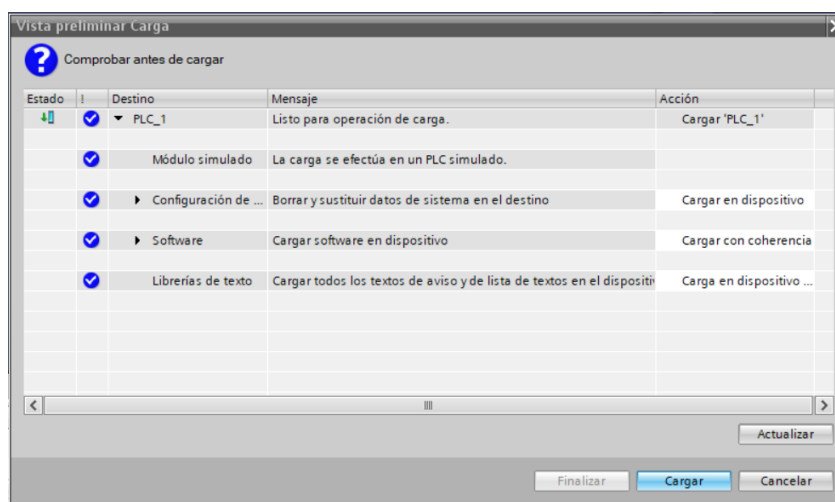 Vista preliminar Carga
Comprobar antes de cargar
Estado ! Destino Mensaje Acción
PLC_1 Listo para operación de carga. Cargar 'PLC_1'
Módulo simulado La carga se efectúa en un PLC simulado.
Configuración de ... Borrar y sustituir datos de sistema en el destino Cargar en dispositivo
Software Cargar software en dispositivo Cargar con coherencia
Librerías de texto Cargar todos los textos de aviso y de lista de textos en el dispositiv Carga en dispositivo ...
Actualizar
Finalizar Cargar Cancelar